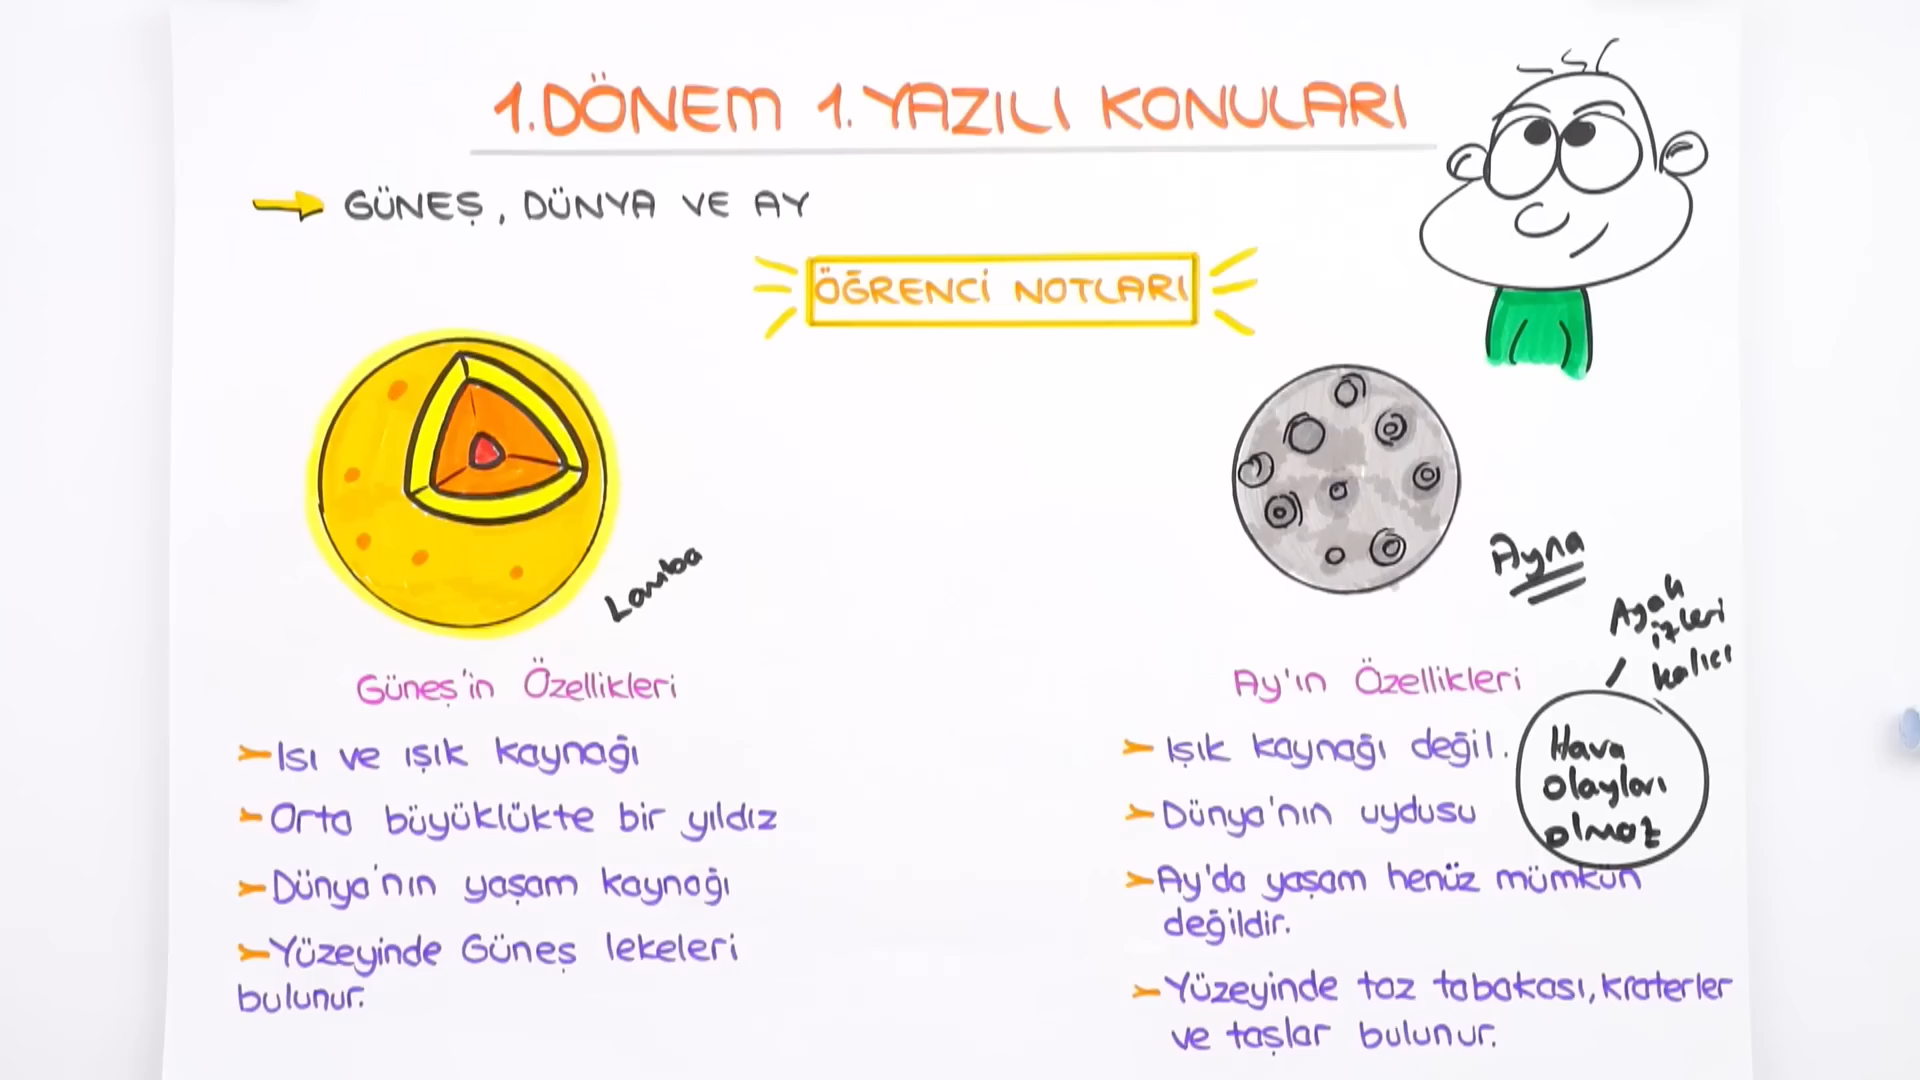 1.DÖNEM 1.YAZILI KONULARI
GÜNEŞ, DÜNYA VE AY
ÖĞRENCİ NOTLARI
Lamba
Ayna
Ayak
izleri
kalıcı
Güneş'in Özellikleri
Isı ve ışık kaynağı
Orta büyüklükte bir yıldız
Dünya'nın yaşam kaynağı
Yüzeyinde Güneş lekeleri
bulunur.
Ay'ın Özellikleri
Işık kaynağı değil.
Dünya'nın uydusu
Ay'da yaşam henüz mümkün
değildir.
Yüzeyinde toz tabakası, kraterler
ve taşlar bulunur.
Hava
olayları
olmaz